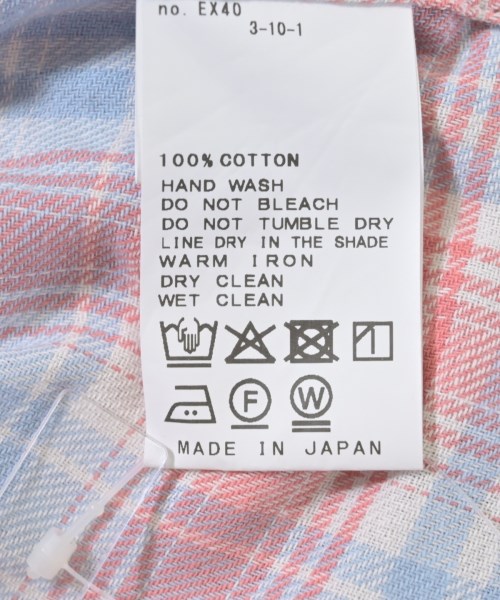 no. EX40
3-10-1
100% COTTON
HAND WASH
DO NOT BLEACH
DO NOT TUMBLE DRY
LINE DRY IN THE SHADE
WARM IRON
DRY CLEAN
WET CLEAN
F W
MADE IN JAPAN